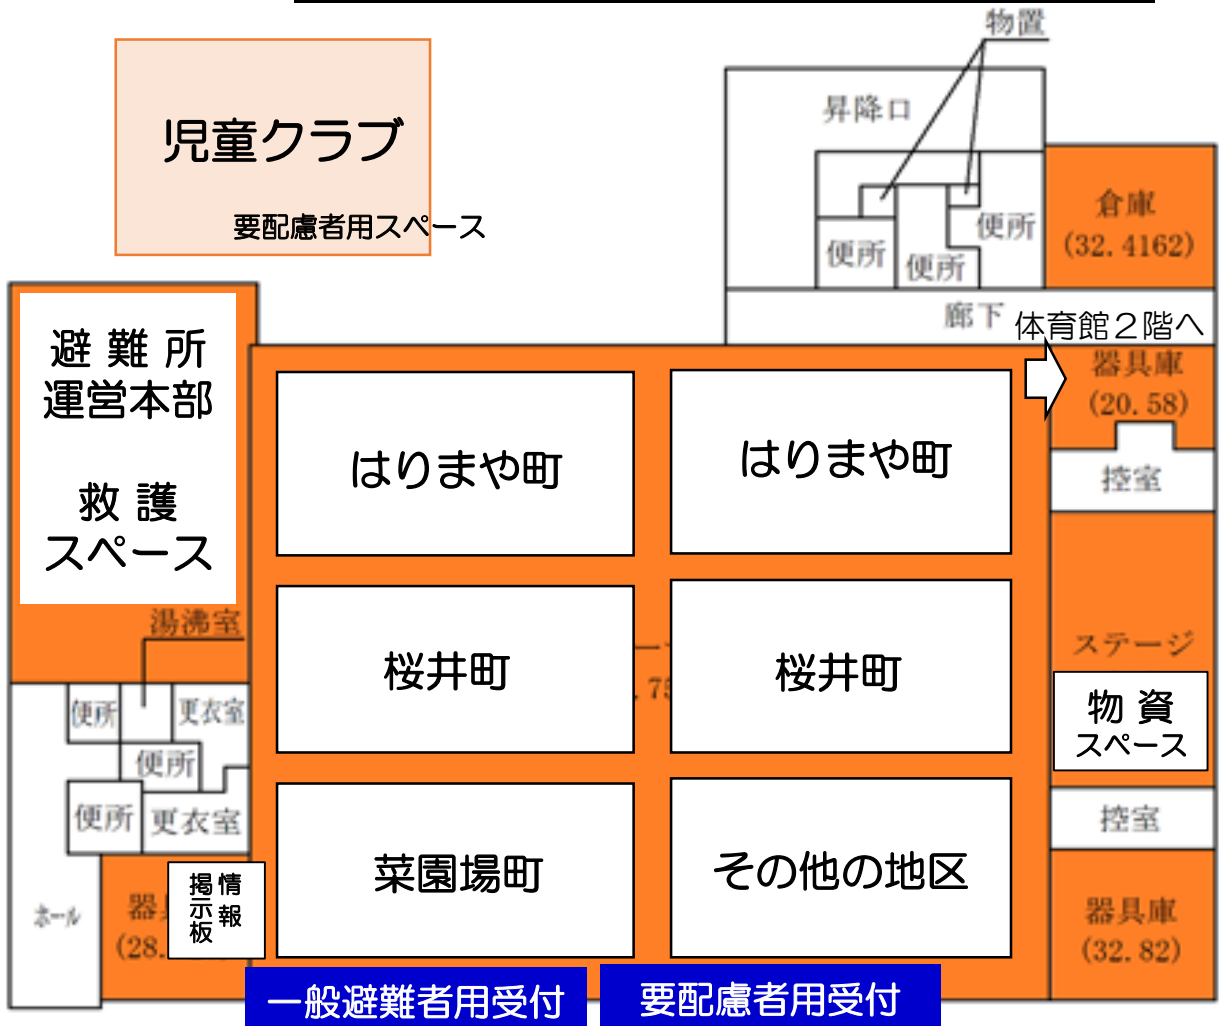 物置
児童クラブ
要配慮者用スペース
昇降口
便所
便所
便所
倉庫
(32.4162)
廊下
体育館2階へ
避難所
運営本部
救護
スペース
湯沸室
はりまや町
はりまや町
器具庫
(20.58)
控室
桜井町
桜井町
ステージ
物資
スペース
便所
更衣室
便所
便所
更衣室
控室
菜園場町
その他の地区
ホール
情報
掲示板
器具庫
(32.82)
一般避難者用受付
要配慮者用受付